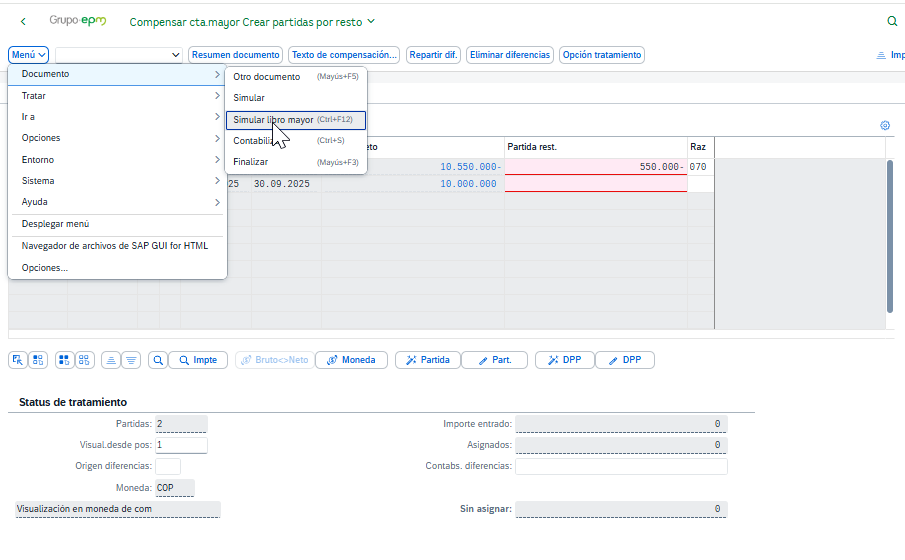 Grupo·epm Compensar cta.mayor Crear partidas por resto
Menú Resumen documento Texto de compensación... Repartir dif. Eliminar diferencias Opción tratamiento Imp
Documento
Tratar
Ir a
Opciones
Entorno
Sistema
Ayuda
Desplegar menú
Navegador de archivos de SAP GUI for HTML
Opciones...
Otro documento (Mayús+F5)
Simular
Simular libro mayor (Ctrl+F12)
Contabiliz (Ctrl+S)
Finalizar (Mayús+F3)
eto Partida rest. Raz
10.550.000- 550.000- 070
25 30.09.2025 10.000.000
Impte Bruto<>Neto Moneda Partida Part. DPP DPP
Status de tratamiento
Partidas: 2 Importe entrado: 0
Visual.desde pos: 1 Asignados: 0
Origen diferencias: Contabs. diferencias:
Moneda: COP
Visualización en moneda de com Sin asignar: 0